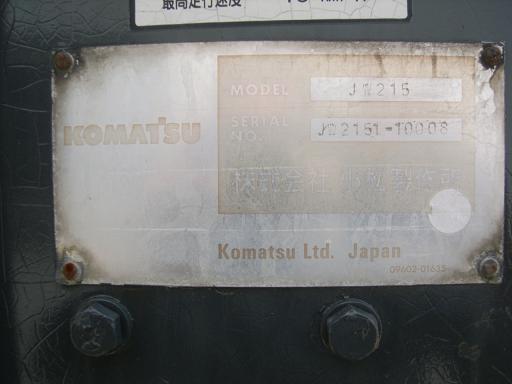 最高走行速度
KOMATSU
MODEL JW215
SERIAL NO. JW2151-10008
株式会社 小松製作所
Komatsu Ltd. Japan
09602-01635